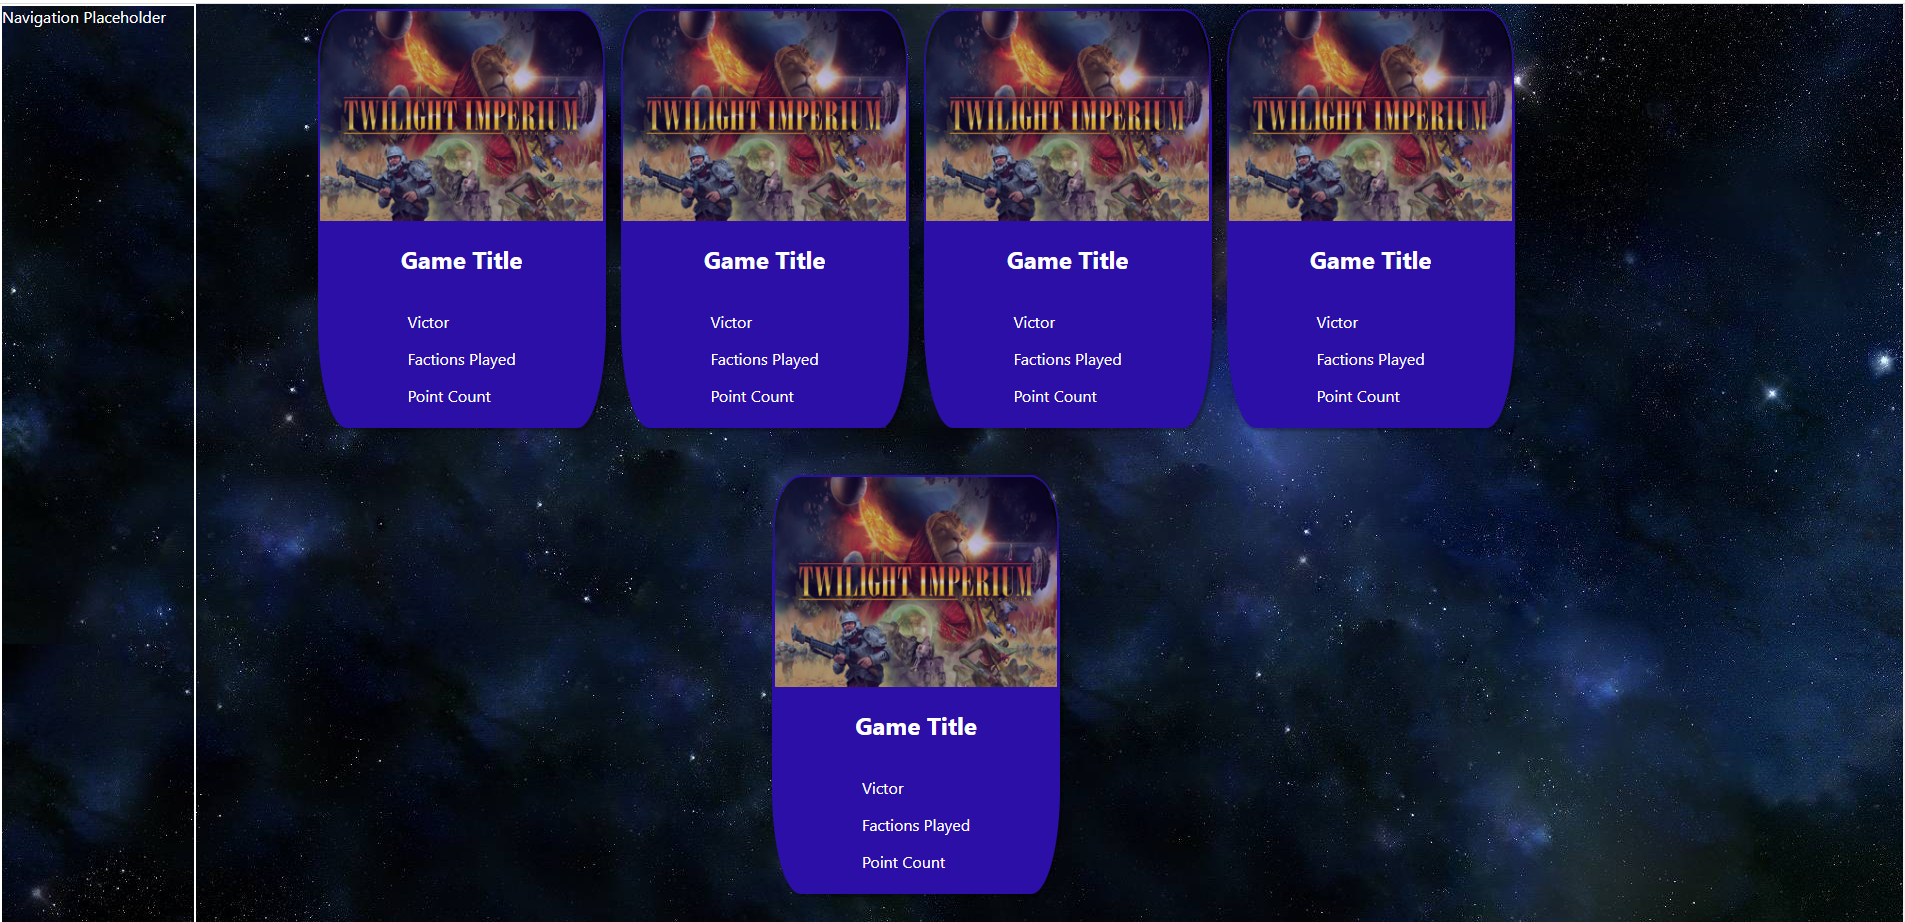 Navigation Placeholder
TWILIGHT IMPERIUM
TWILIGHT IMPERIUM
TWILIGHT IMPERIUM
TWILIGHT IMPERIUM
Game Title
Game Title
Game Title
Game Title
Victor
Factions Played
Point Count
Victor
Factions Played
Point Count
Victor
Factions Played
Point Count
Victor
Factions Played
Point Count
TWILIGHT IMPERIUM
Game Title
Victor
Factions Played
Point Count